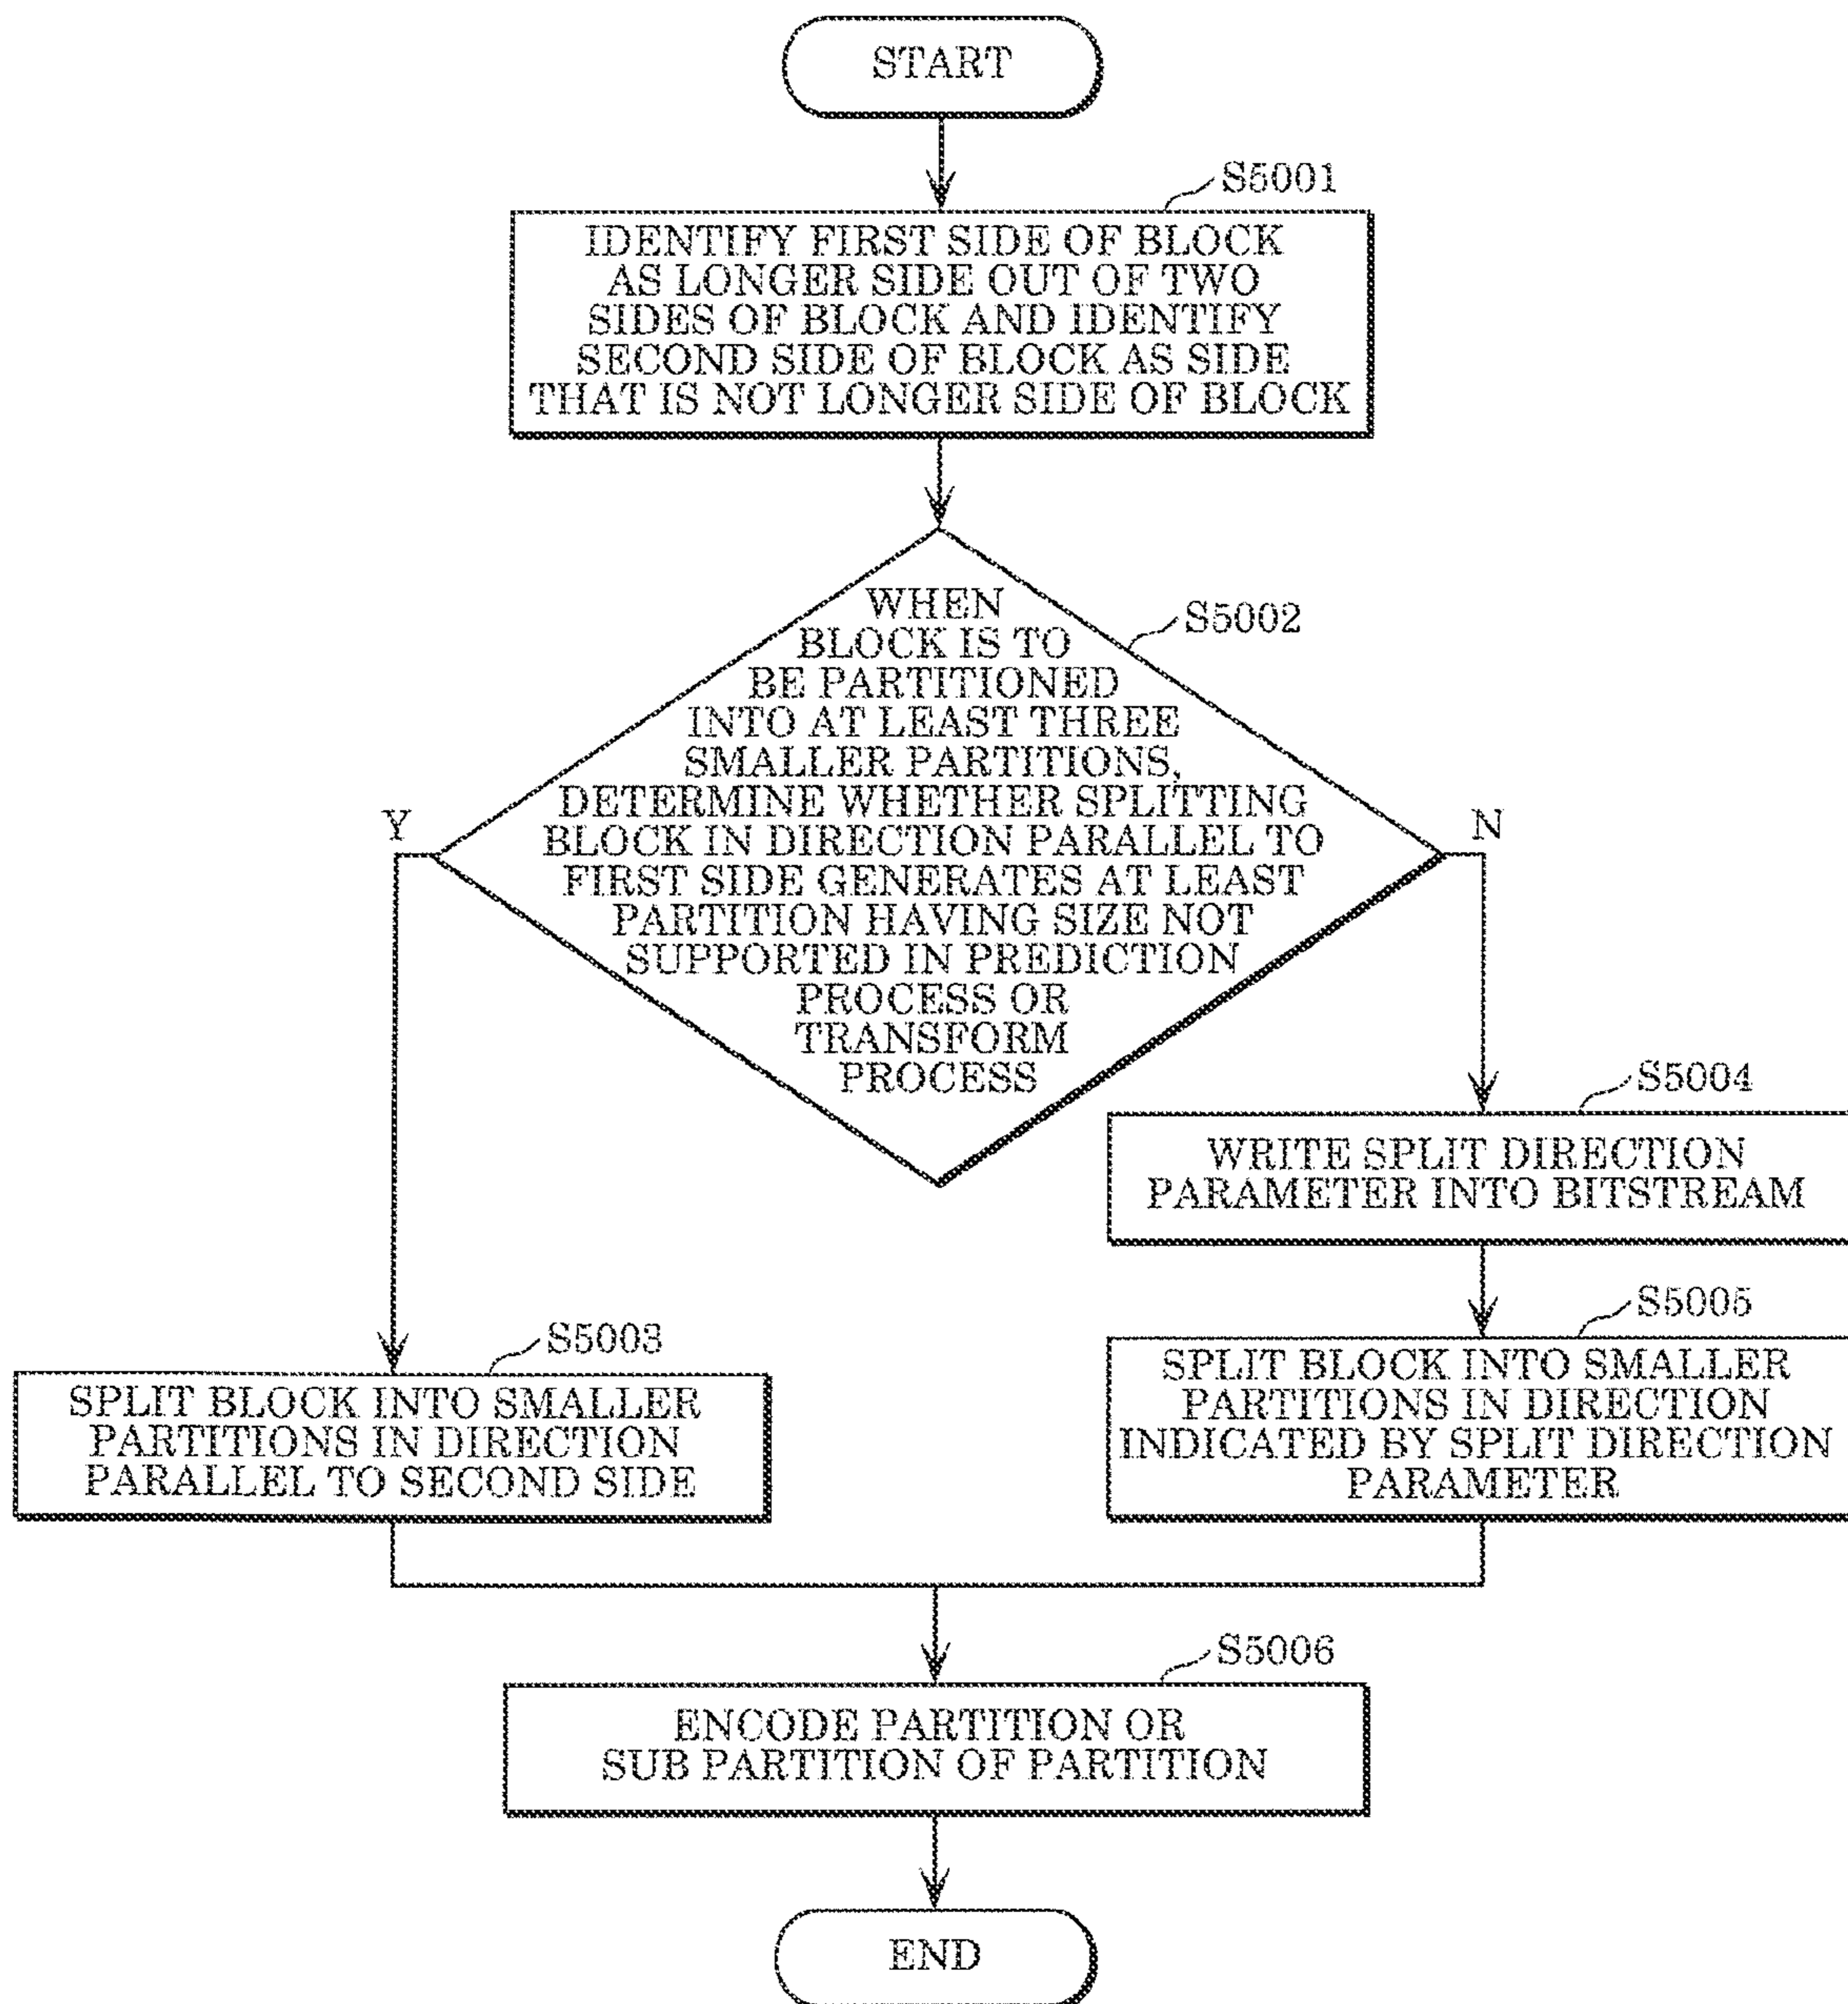 START
S5001
IDENTIFY FIRST SIDE OF BLOCK
AS LONGER SIDE OUT OF TWO
SIDES OF BLOCK AND IDENTIFY
SECOND SIDE OF BLOCK AS SIDE
THAT IS NOT LONGER SIDE OF BLOCK
S5002
WHEN
BLOCK IS TO
BE PARTITIONED
INTO AT LEAST THREE
SMALLER PARTITIONS,
DETERMINE WHETHER SPLITTING
BLOCK IN DIRECTION PARALLEL TO
FIRST SIDE GENERATES AT LEAST
PARTITION HAVING SIZE NOT
SUPPORTED IN PREDICTION
PROCESS OR
TRANSFORM
PROCESS
Y
N
S5004
WRITE SPLIT DIRECTION
PARAMETER INTO BITSTREAM
S5003
SPLIT BLOCK INTO SMALLER
PARTITIONS IN DIRECTION
PARALLEL TO SECOND SIDE
S5005
SPLIT BLOCK INTO SMALLER
PARTITIONS IN DIRECTION
INDICATED BY SPLIT DIRECTION
PARAMETER
S5006
ENCODE PARTITION OR
SUB PARTITION OF PARTITION
END